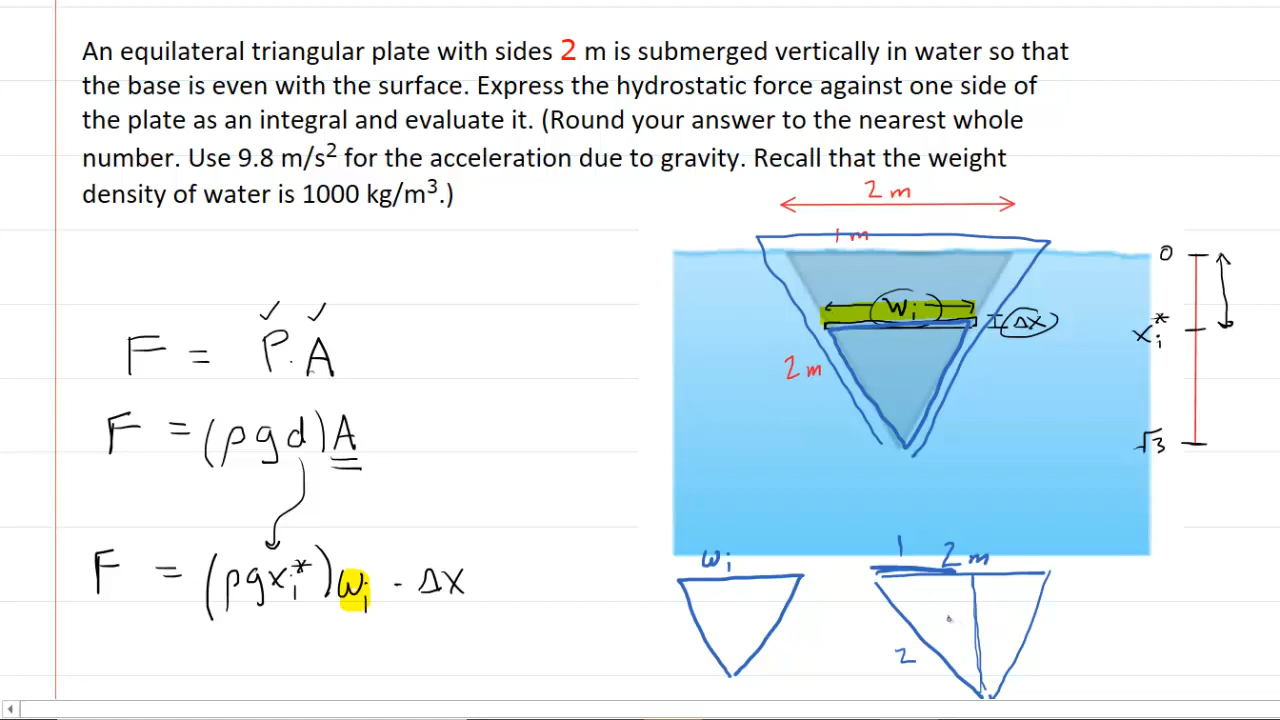 An equilateral triangular plate with sides 2 m is submerged vertically in water so that
the base is even with the surface. Express the hydrostatic force against one side of
the plate as an integral and evaluate it. (Round your answer to the nearest whole
number. Use 9.8 m/s² for the acceleration due to gravity. Recall that the weight
density of water is 1000 kg/m³.)
2 m
1 m
0
wᵢ
Δx
xᵢ*
2 m
√3
F = P · A
F = (ρgd)A
F = (ρgxᵢ*)wᵢ · Δx
wᵢ
1
2 m
2